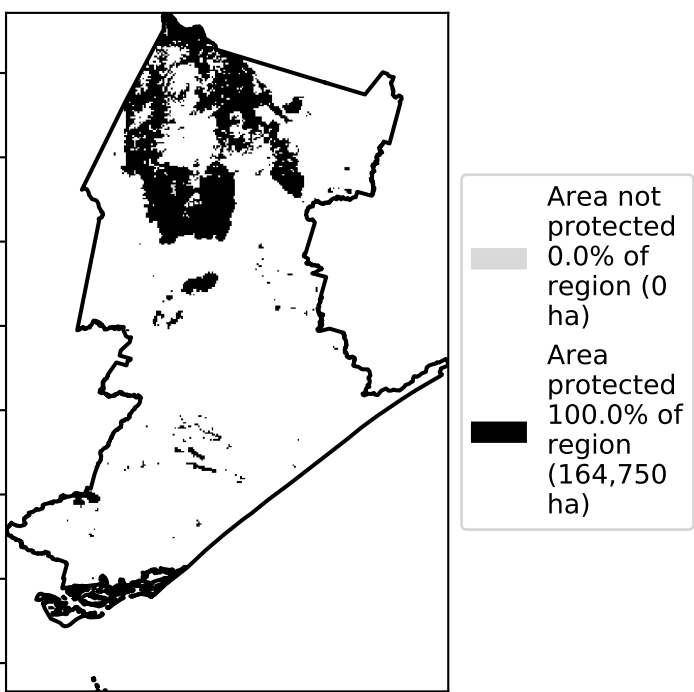 Area not
protected
0.0% of
region (0
ha)
Area
protected
100.0% of
region
(164,750
ha)